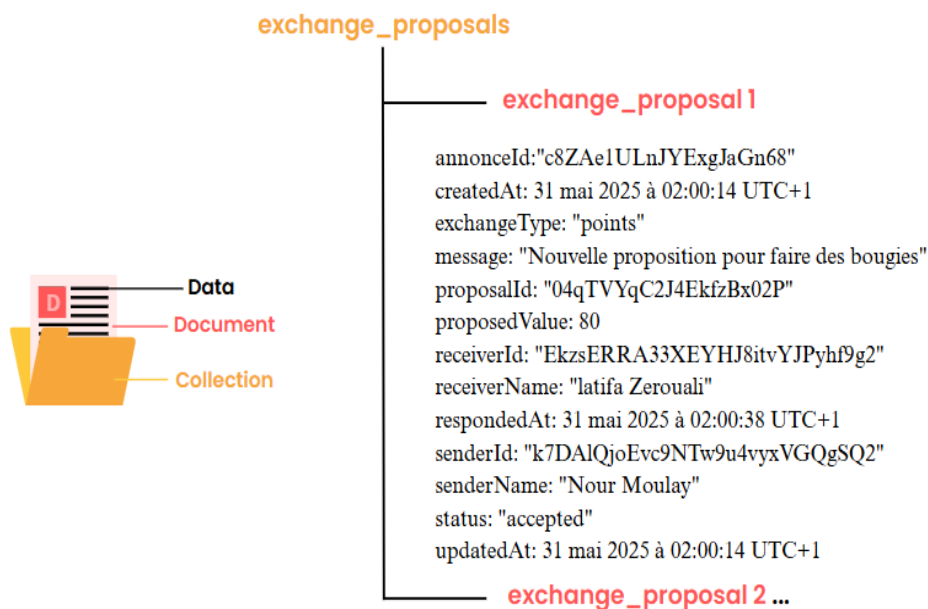 exchange_proposals
exchange_proposal 1
annonceId:"c8ZAe1ULnJYExgJaGn68"
createdAt: 31 mai 2025 à 02:00:14 UTC+1
exchangeType: "points"
message: "Nouvelle proposition pour faire des bougies"
proposalId: "04qTVYqC2J4EkfzBx02P"
proposedValue: 80
receiverId: "EkzsERRA33XEYHJ8itvYJPyhf9g2"
receiverName: "latifa Zerouali"
respondedAt: 31 mai 2025 à 02:00:38 UTC+1
senderId: "k7DAlQjoEvc9NTw9u4vyxVGQgSQ2"
senderName: "Nour Moulay"
status: "accepted"
updatedAt: 31 mai 2025 à 02:00:14 UTC+1
exchange_proposal 2 ...
D
Data
Document
Collection